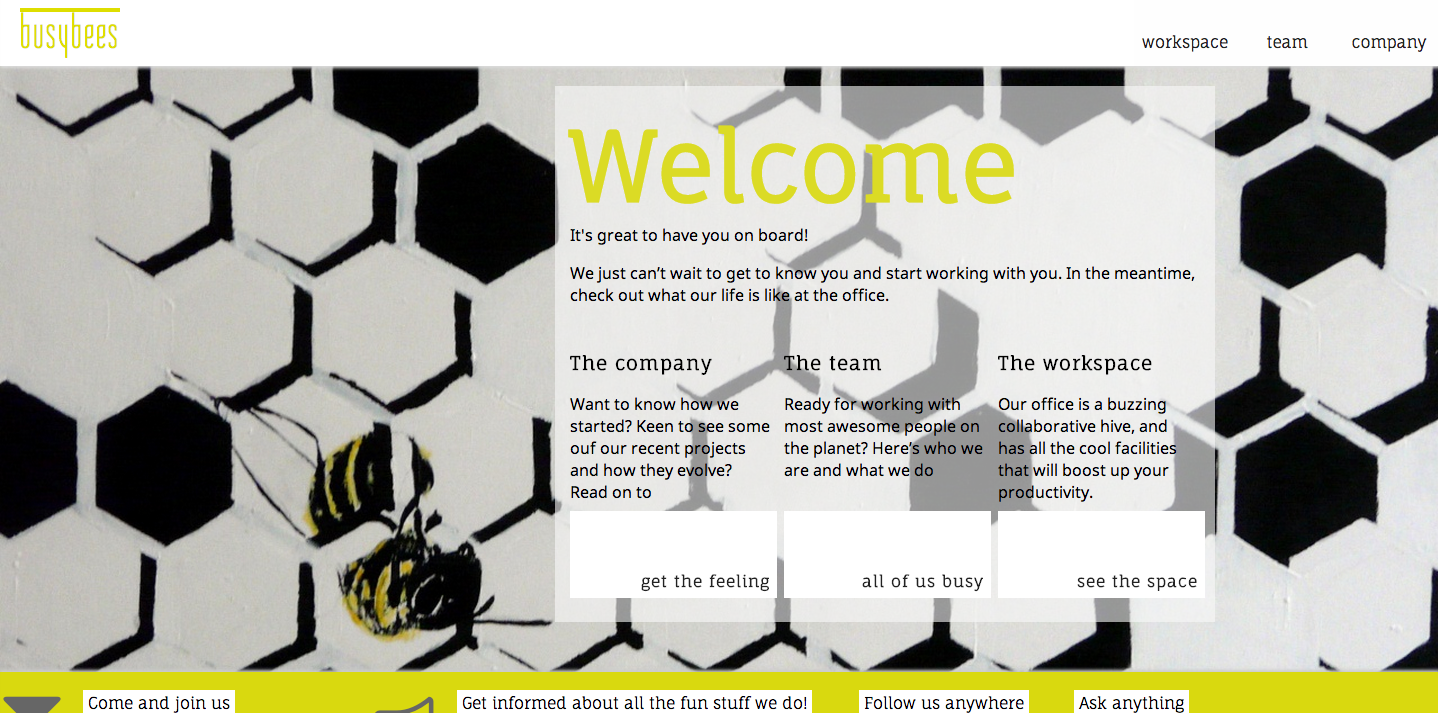 busybees
workspace team company
Welcome
It's great to have you on board!
We just can’t wait to get to know you and start working with you. In the meantime,
check out what our life is like at the office.
The company
Want to know how we
started? Keen to see some
ouf our recent projects
and how they evolve?
Read on to
get the feeling
The team
Ready for working with
most awesome people on
the planet? Here’s who we
are and what we do
all of us busy
The workspace
Our office is a buzzing
collaborative hive, and
has all the cool facilities
that will boost up your
productivity.
see the space
Come and join us
Get informed about all the fun stuff we do!
Follow us anywhere
Ask anything